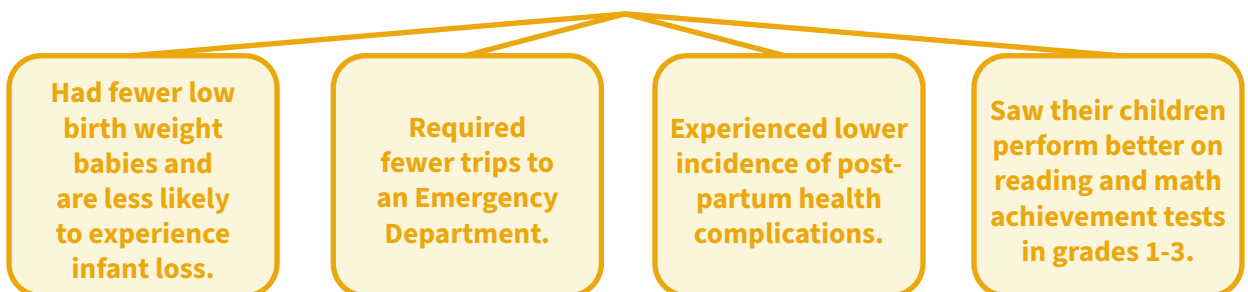 Had fewer low
birth weight
babies and
are less likely
to experience
infant loss.
Required
fewer trips to
an Emergency
Department.
Experienced lower
incidence of post-
partum health
complications.
Saw their children
perform better on
reading and math
achievement tests
in grades 1-3.